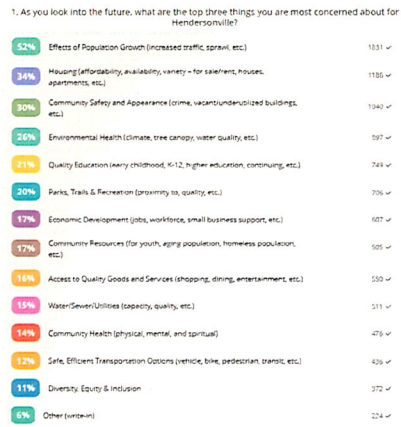 1. As you look into the future, what are the top three things you are most concerned about for
Hendersonville?
52% Effects of Population Growth (increased traffic, sprawl, etc.) 1831 ✓
34% Housing (affordability, availability, variety – for sale/rent, houses,
apartments, etc.) 1186 ✓
30% Community Safety and Appearance (crime, vacant/underutilized buildings,
etc.) 1040 ✓
26% Environmental Health (climate, tree canopy, water quality, etc.) 897 ✓
21% Quality Education (early childhood, K-12, higher education, continuing, etc.) 749 ✓
20% Parks, Trails & Recreation (proximity to, quality, etc.) 706 ✓
17% Economic Development (jobs, workforce, small business support, etc.) 607 ✓
17% Community Resources (for youth, aging population, homeless population,
etc.) ✓
16% Access to Quality Goods and Services (shopping, dining, entertainment, etc.) 550 ✓
15% Water/Sewer/Utilities (capacity, quality, etc.) 511 ✓
14% Community Health (physical, mental, and spiritual) 476 ✓
12% Safe, Efficient Transportation Options (vehicle, bike, pedestrian, transit, etc.) ✓
11% Diversity, Equity & Inclusion 372 ✓
6% Other (write-in) 224 ✓